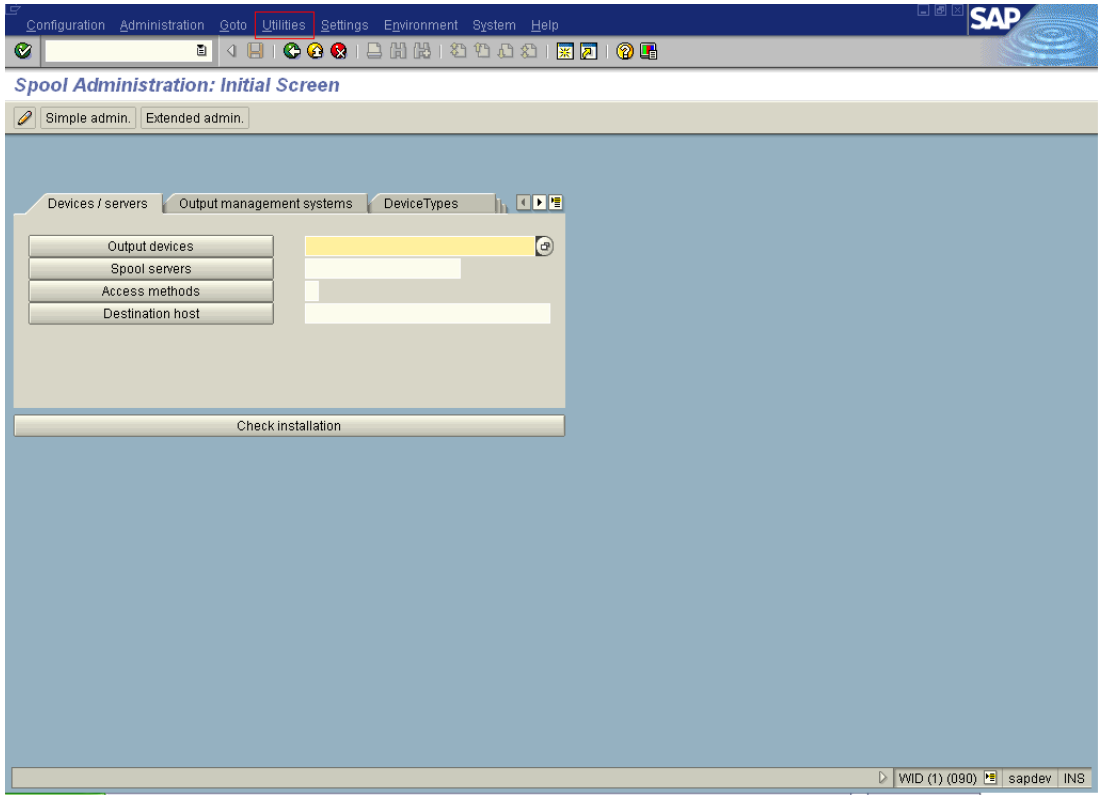 Configuration Administration Goto Utilities Settings Environment System Help
SAP
Spool Administration: Initial Screen
Simple admin. Extended admin.
Devices / servers Output management systems DeviceTypes
Output devices
Spool servers
Access methods
Destination host
Check installation
WID (1) (090) sapdev INS